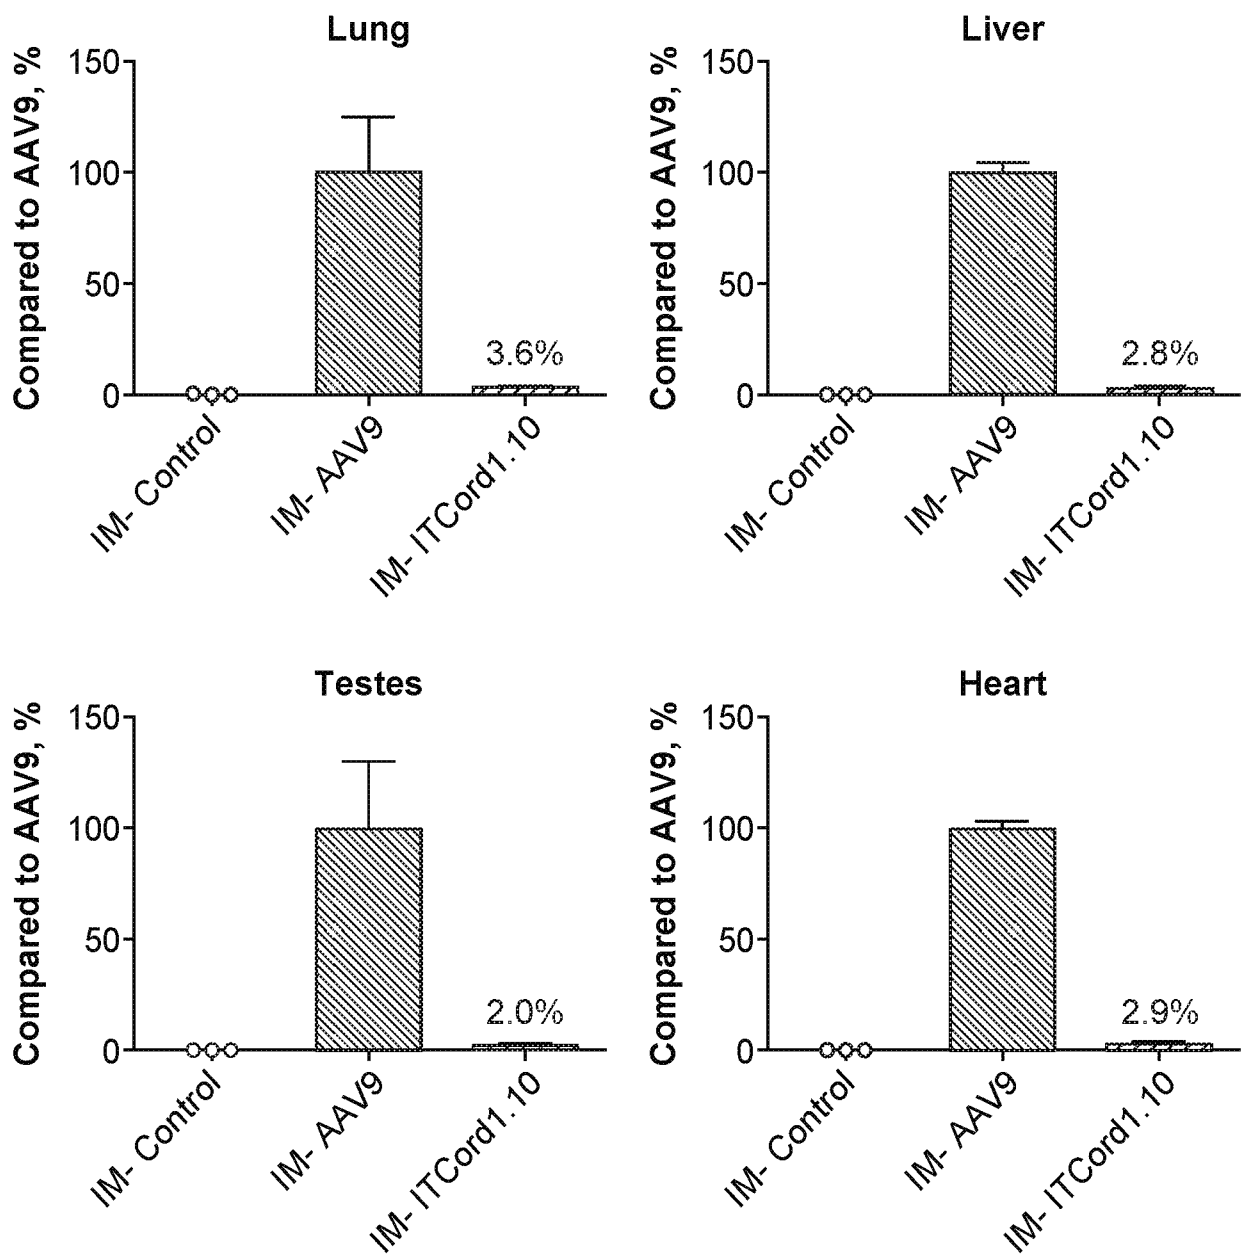 Lung
Compared to AAV9, %
150
100
50
0
3.6%
IM- Control
IM- AAV9
IM- ITCord1.10
Liver
Compared to AAV9, %
150
100
50
0
2.8%
IM- Control
IM- AAV9
IM- ITCord1.10
Testes
Compared to AAV9, %
150
100
50
0
2.0%
IM- Control
IM- AAV9
IM- ITCord1.10
Heart
Compared to AAV9, %
150
100
50
0
2.9%
IM- Control
IM- AAV9
IM- ITCord1.10